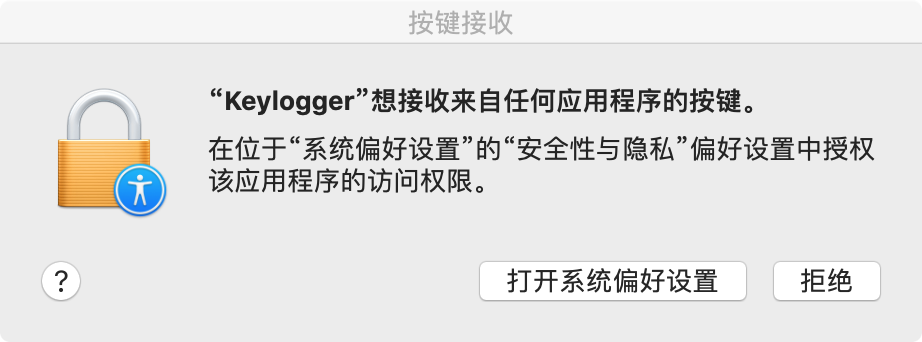 按键接收
“Keylogger”想接收来自任何应用程序的按键。
在位于“系统偏好设置”的“安全性与隐私”偏好设置中授权
该应用程序的访问权限。
?
打开系统偏好设置
拒绝